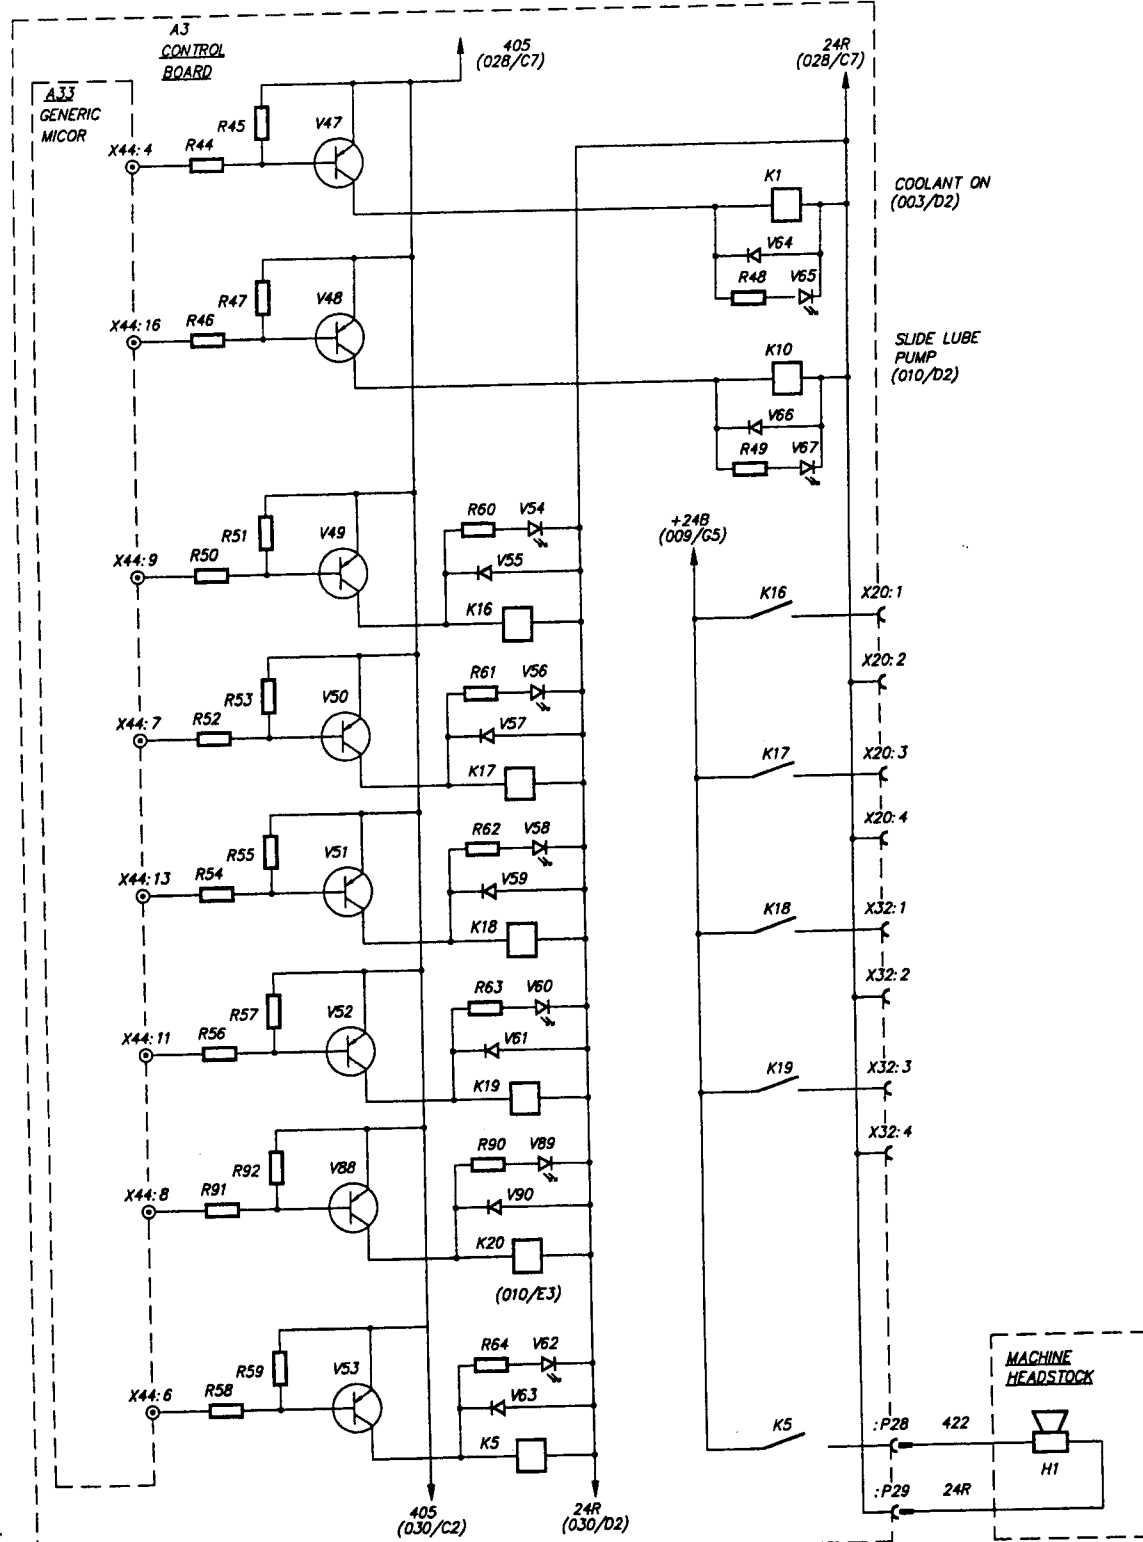 A3
CONTROL
BOARD
405
(028/C7)
24R
(028/C7)
A33
GENERIC
MICOR
X44:4
R44
R45
V47
K1
COOLANT ON
(003/D2)
V64
R48
V65
X44:16
R46
R47
V48
K10
SLIDE LUBE
PUMP
(010/D2)
V66
R49
V67
X44:9
R50
R51
V49
R60
V54
V55
K16
+24B
(009/G5)
K16
X20:1
X20:2
X44:7
R52
R53
V50
R61
V56
V57
K17
K17
X20:3
X20:4
X44:13
R54
R55
V51
R62
V58
V59
K18
K18
X32:1
X32:2
X44:11
R56
R57
V52
R63
V60
V61
K19
K19
X32:3
X32:4
X44:8
R91
R92
V88
R90
V89
V90
K20
(010/E3)
X44:6
R58
R59
V53
R64
V62
V63
K5
K5
:P28
422
:P29
24R
MACHINE
HEADSTOCK
H1
405
(030/C2)
24R
(030/D2)